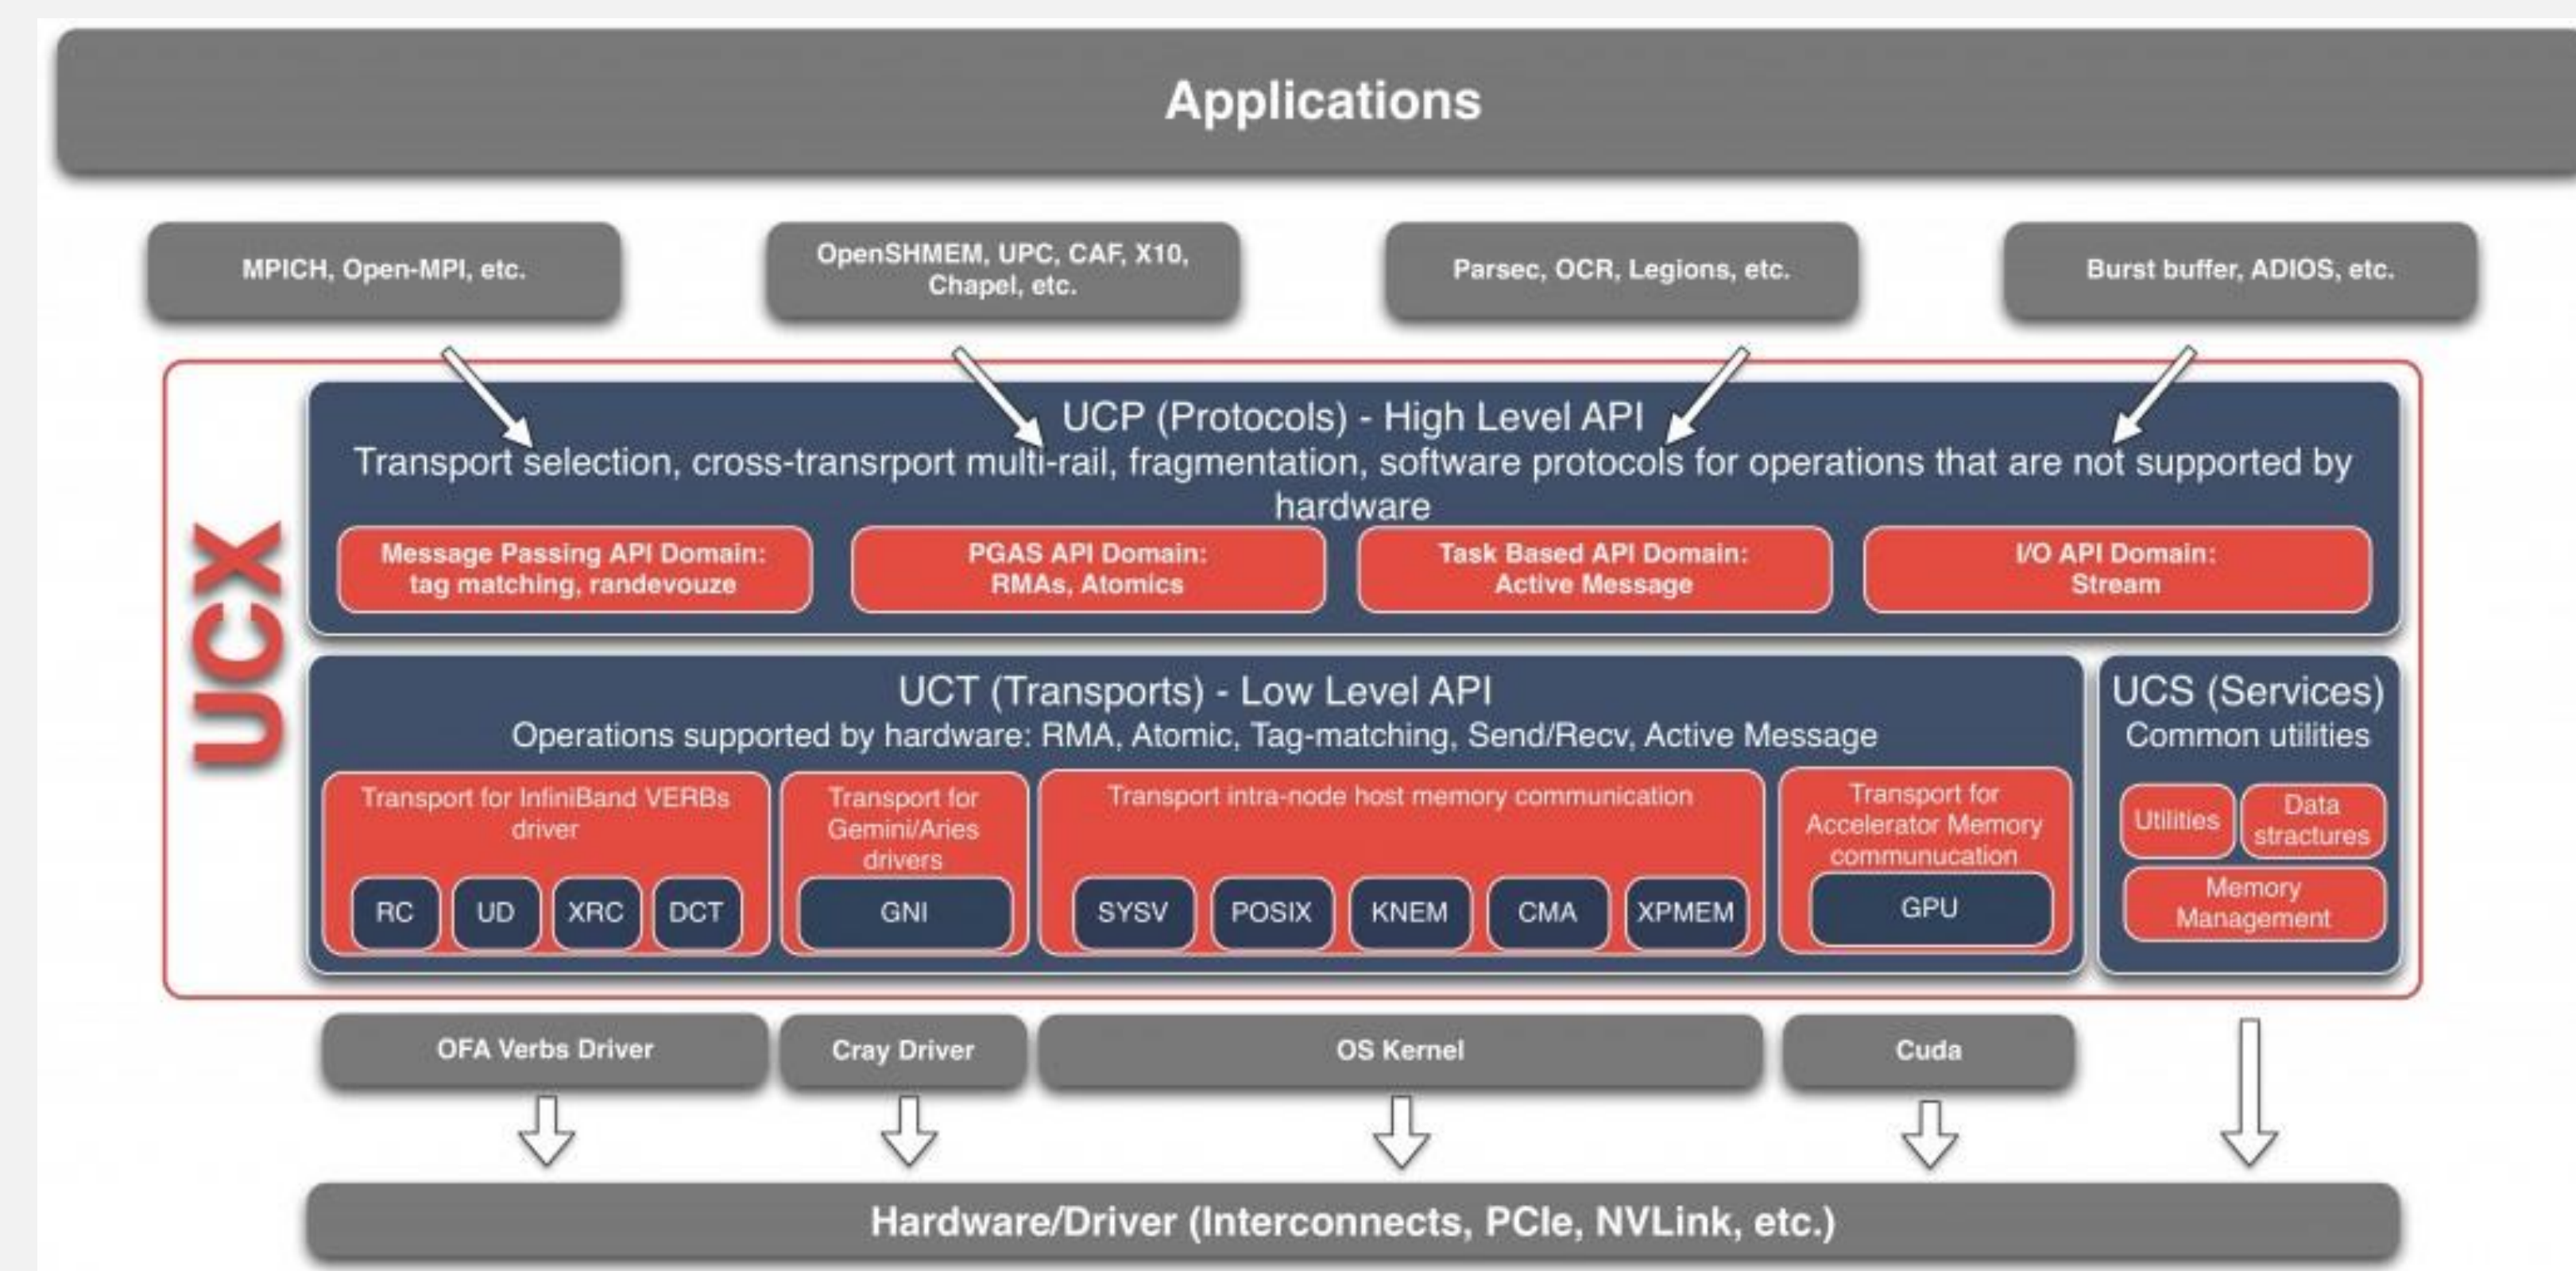 Applications
MPICH, Open-MPI, etc.
OpenSHMEM, UPC, CAF, X10,
Chapel, etc.
Parsec, OCR, Legions, etc.
Burst buffer, ADIOS, etc.
UCX
UCP (Protocols) - High Level API
Transport selection, cross-transrport multi-rail, fragmentation, software protocols for operations that are not supported by
hardware
Message Passing API Domain:
tag matching, randevouze
PGAS API Domain:
RMAs, Atomics
Task Based API Domain:
Active Message
I/O API Domain:
Stream
UCT (Transports) - Low Level API
Operations supported by hardware: RMA, Atomic, Tag-matching, Send/Recv, Active Message
Transport for InfiniBand VERBs
driver
RC
UD
XRC
DCT
Transport for
Gemini/Aries
drivers
GNI
Transport intra-node host memory communication
SYSV
POSIX
KNEM
CMA
XPMEM
Transport for
Accelerator Memory
communucation
GPU
UCS (Services)
Common utilities
Utilities
Data
stractures
Memory
Management
OFA Verbs Driver
Cray Driver
OS Kernel
Cuda
Hardware/Driver (Interconnects, PCIe, NVLink, etc.)